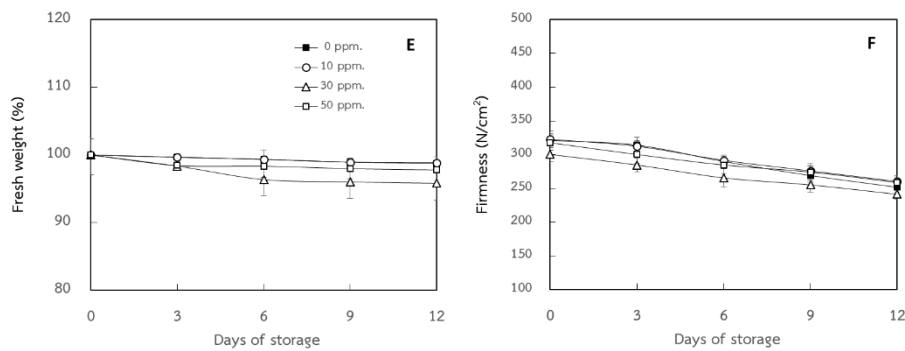 120
110
100
90
80
Fresh weight (%)
E
0 ppm.
10 ppm.
30 ppm.
50 ppm.
0 3 6 9 12
Days of storage
500
450
400
350
300
250
200
150
100
Firmness (N/cm²)
F
0 3 6 9 12
Days of storage